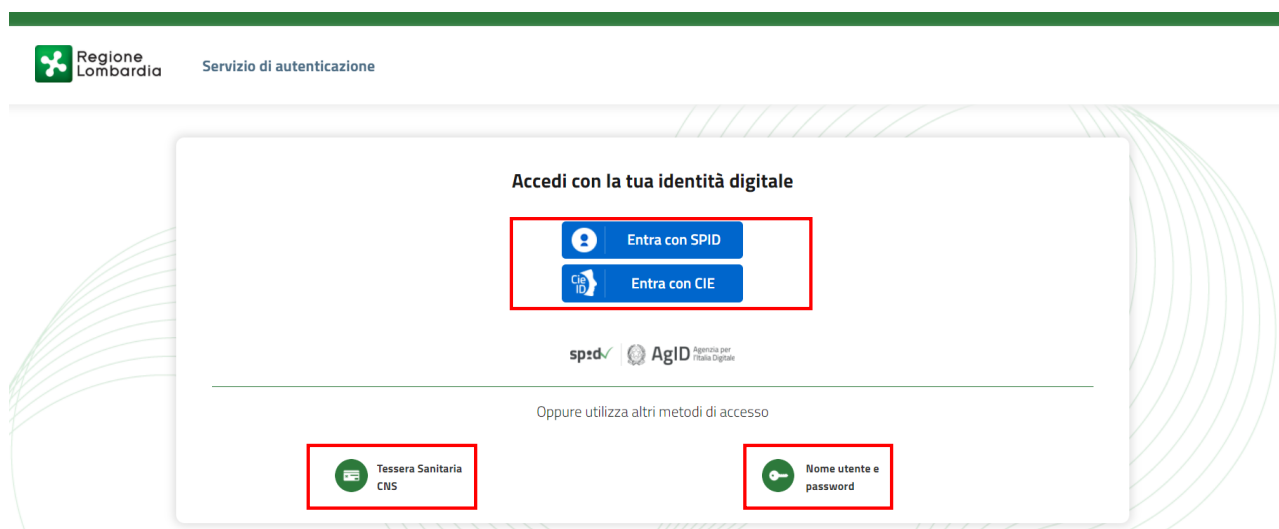 Regione
Lombardia
Servizio di autenticazione
Accedi con la tua identità digitale
Entra con SPID
Cie
ID
Entra con CIE
sp:d
AgID
Agenzia per
l'Italia Digitale
Oppure utilizza altri metodi di accesso
Tessera Sanitaria
CNS
Nome utente e
password